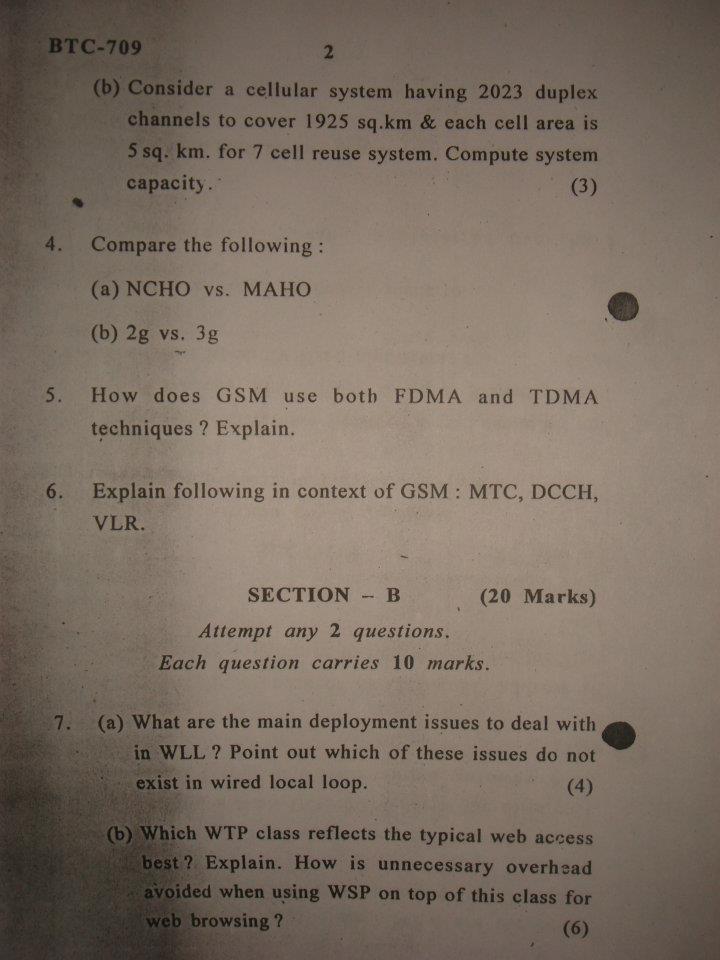 BTC-709
2
(b) Consider a cellular system having 2023 duplex
channels to cover 1925 sq.km & each cell area is
5 sq. km. for 7 cell reuse system. Compute system
capacity. (3)
4. Compare the following :
(a) NCHO vs. MAHO
(b) 2g vs. 3g
5. How does GSM use both FDMA and TDMA
techniques ? Explain.
6. Explain following in context of GSM : MTC, DCCH,
VLR.
SECTION – B (20 Marks)
Attempt any 2 questions.
Each question carries 10 marks.
7. (a) What are the main deployment issues to deal with
in WLL ? Point out which of these issues do not
exist in wired local loop. (4)
(b) Which WTP class reflects the typical web access
best ? Explain. How is unnecessary overhead
avoided when using WSP on top of this class for
web browsing ? (6)